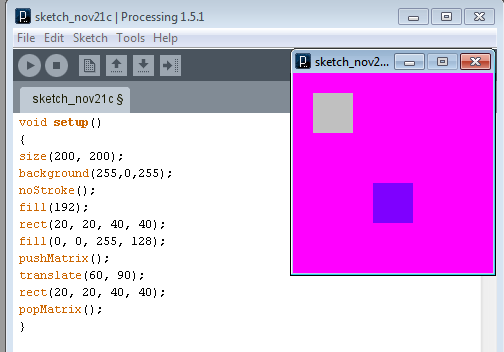 sketch_nov21c | Processing 1.5.1
File Edit Sketch Tools Help
sketch_nov2...
sketch_nov21c §
void setup()
{
size(200, 200);
background(255,0,255);
noStroke();
fill(192);
rect(20, 20, 40, 40);
fill(0, 0, 255, 128);
pushMatrix();
translate(60, 90);
rect(20, 20, 40, 40);
popMatrix();
}